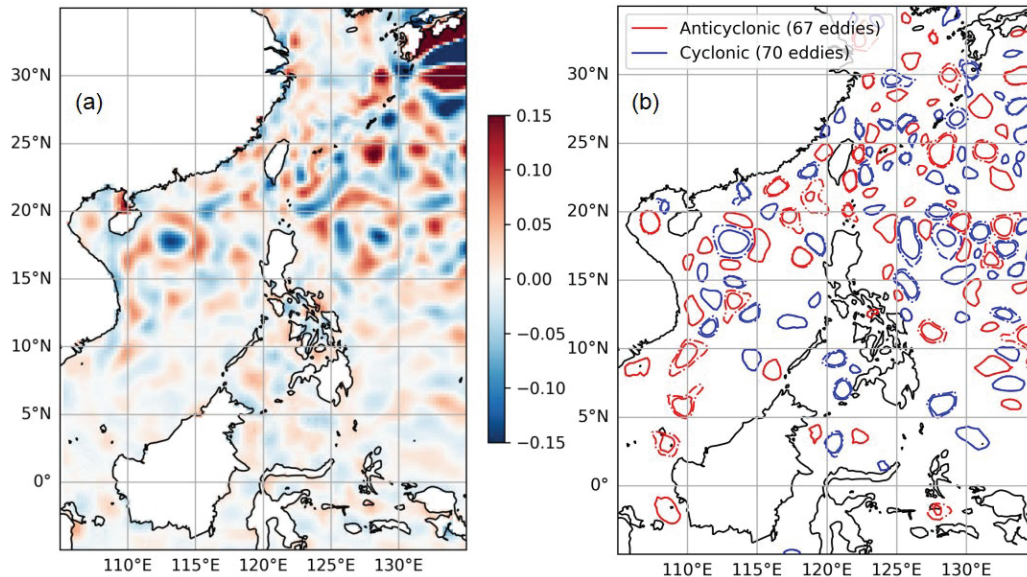 (a)
30°N
25°N
20°N
15°N
10°N
5°N
0°
110°E
115°E
120°E
125°E
130°E
0.15
0.10
0.05
0.00
−0.05
−0.10
−0.15
(b)
Anticyclonic (67 eddies)
Cyclonic (70 eddies)
30°N
25°N
20°N
15°N
10°N
5°N
0°
110°E
115°E
120°E
125°E
130°E